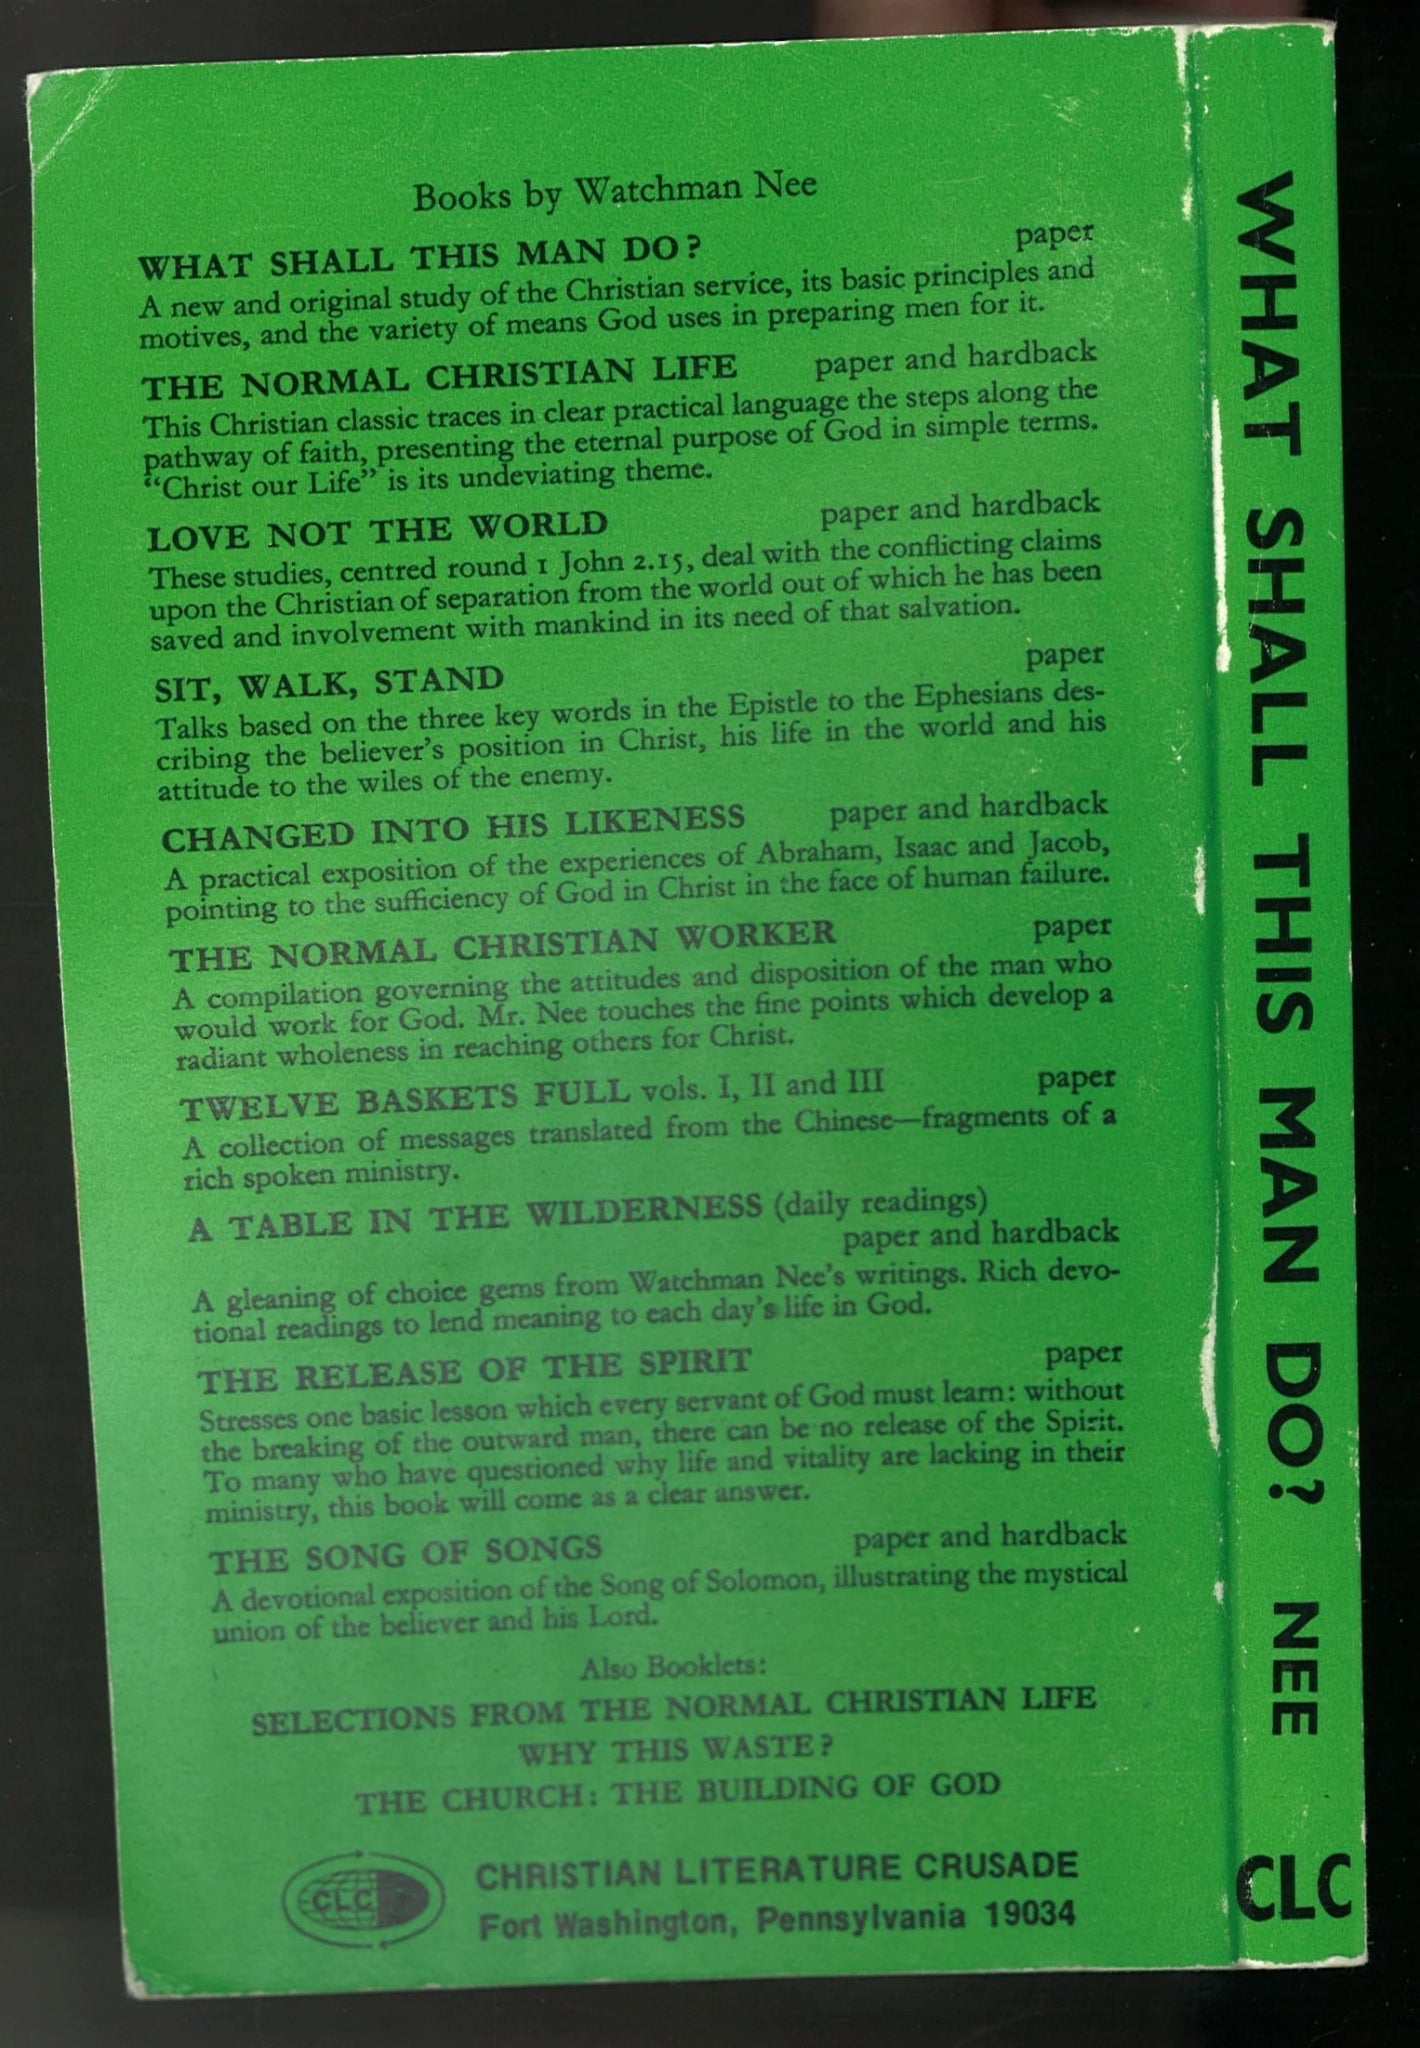 Books by Watchman Nee
WHAT SHALL THIS MAN DO? paper
A new and original study of the Christian service, its basic principles and
motives, and the variety of means God uses in preparing men for it.
THE NORMAL CHRISTIAN LIFE paper and hardback
This Christian classic traces in clear practical language the steps along the
pathway of faith, presenting the eternal purpose of God in simple terms.
“Christ our Life” is its undeviating theme.
LOVE NOT THE WORLD paper and hardback
These studies, centred round 1 John 2.15, deal with the conflicting claims
upon the Christian of separation from the world out of which he has been
saved and involvement with mankind in its need of that salvation.
SIT, WALK, STAND paper
Talks based on the three key words in the Epistle to the Ephesians des-
cribing the believer’s position in Christ, his life in the world and his
attitude to the wiles of the enemy.
CHANGED INTO HIS LIKENESS paper and hardback
A practical exposition of the experiences of Abraham, Isaac and Jacob,
pointing to the sufficiency of God in Christ in the face of human failure.
THE NORMAL CHRISTIAN WORKER paper
A compilation governing the attitudes and disposition of the man who
would work for God. Mr. Nee touches the fine points which develop a
radiant wholeness in reaching others for Christ.
TWELVE BASKETS FULL vols. I, II and III paper
A collection of messages translated from the Chinese—fragments of a
rich spoken ministry.
A TABLE IN THE WILDERNESS (daily readings)
paper and hardback
A gleaning of choice gems from Watchman Nee’s writings. Rich devo-
tional readings to lend meaning to each day’s life in God.
THE RELEASE OF THE SPIRIT paper
Stresses one basic lesson which every servant of God must learn: without
the breaking of the outward man, there can be no release of the Spirit.
To many who have questioned why life and vitality are lacking in their
ministry, this book will come as a clear answer.
THE SONG OF SONGS paper and hardback
A devotional exposition of the Song of Solomon, illustrating the mystical
union of the believer and his Lord.
Also Booklets:
SELECTIONS FROM THE NORMAL CHRISTIAN LIFE
WHY THIS WASTE?
THE CHURCH: THE BUILDING OF GOD
CLC
CHRISTIAN LITERATURE CRUSADE
Fort Washington, Pennsylvania 19034
WHAT SHALL THIS MAN DO? NEE
CLC